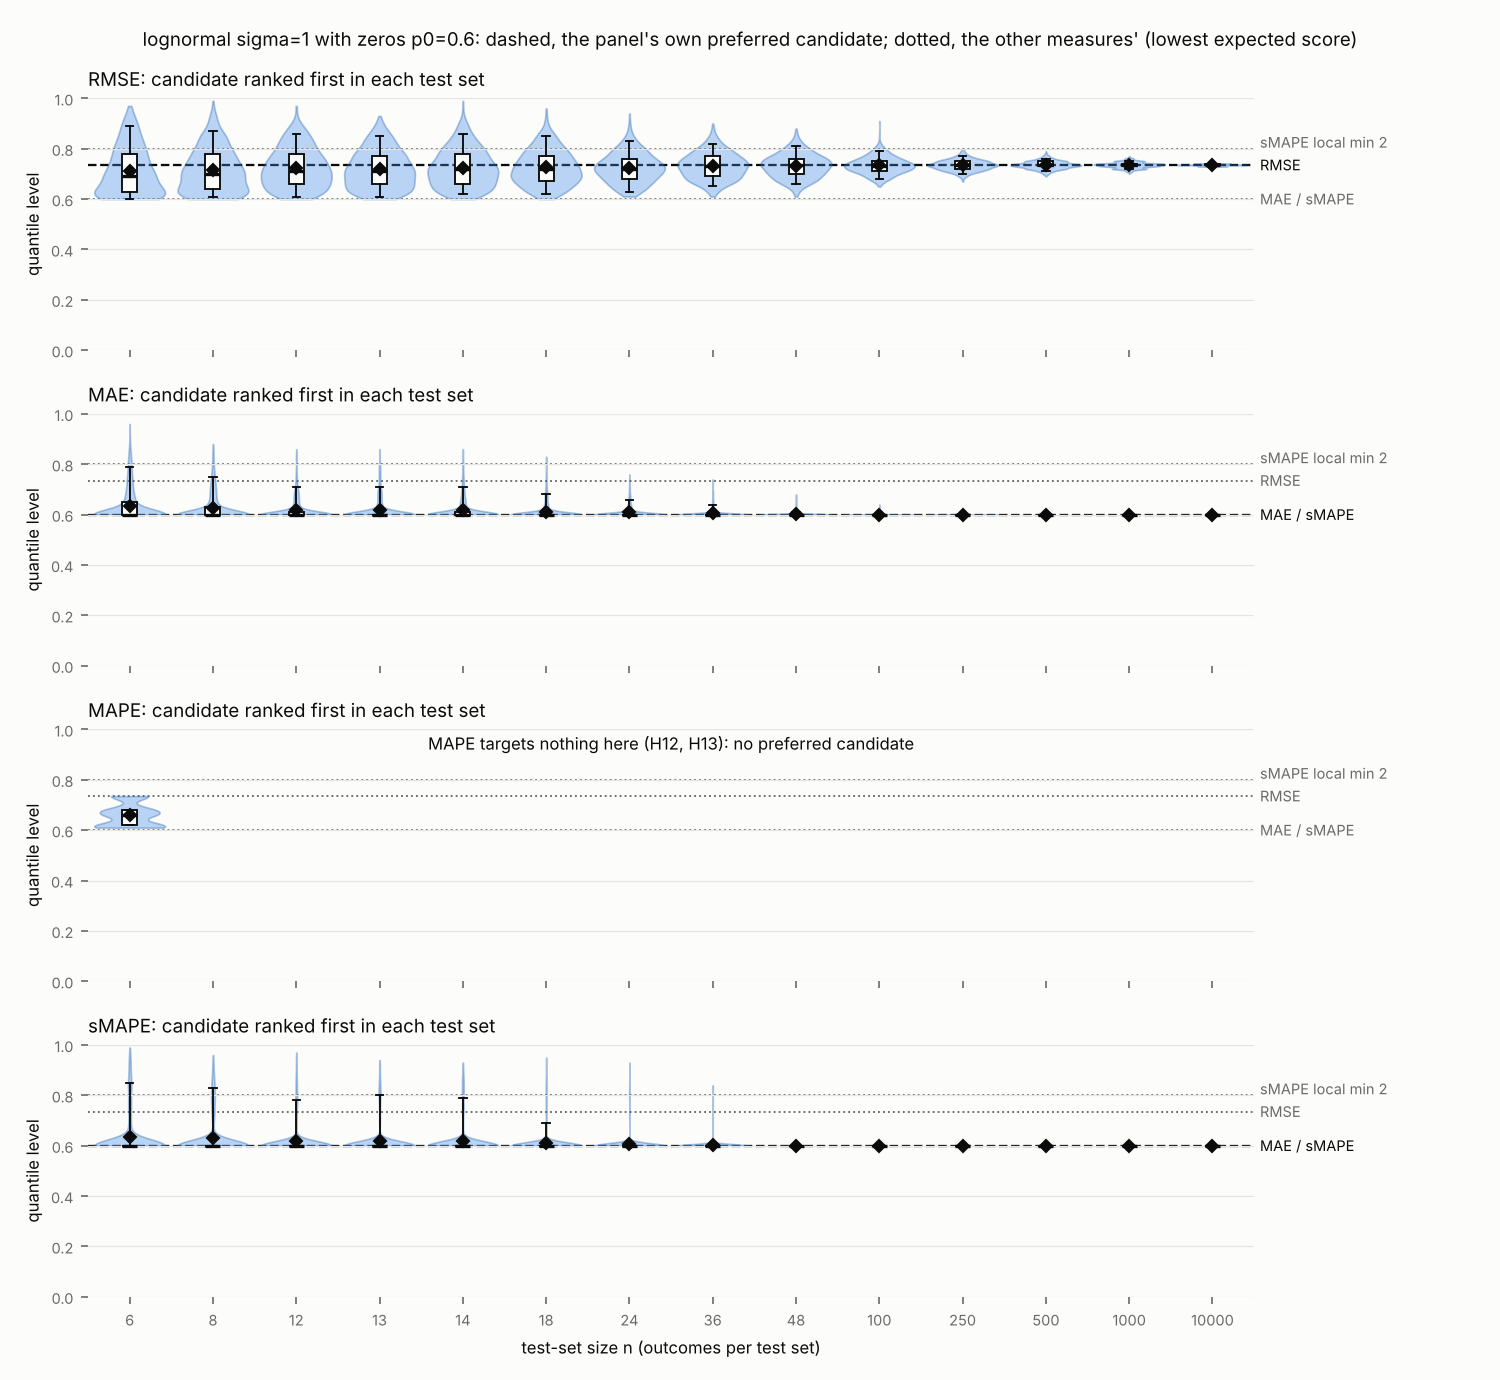 lognormal sigma=1 with zeros p0=0.6: dashed, the panel's own preferred candidate; dotted, the other measures' (lowest expected score)
RMSE: candidate ranked first in each test set
quantile level
1.0
0.8
0.6
0.4
0.2
0.0
sMAPE local min 2
RMSE
MAE / sMAPE
MAE: candidate ranked first in each test set
quantile level
1.0
0.8
0.6
0.4
0.2
0.0
sMAPE local min 2
RMSE
MAE / sMAPE
MAPE: candidate ranked first in each test set
MAPE targets nothing here (H12, H13): no preferred candidate
quantile level
1.0
0.8
0.6
0.4
0.2
0.0
sMAPE local min 2
RMSE
MAE / sMAPE
sMAPE: candidate ranked first in each test set
quantile level
1.0
0.8
0.6
0.4
0.2
0.0
sMAPE local min 2
RMSE
MAE / sMAPE
6 8 12 13 14 18 24 36 48 100 250 500 1000 10000
test-set size n (outcomes per test set)